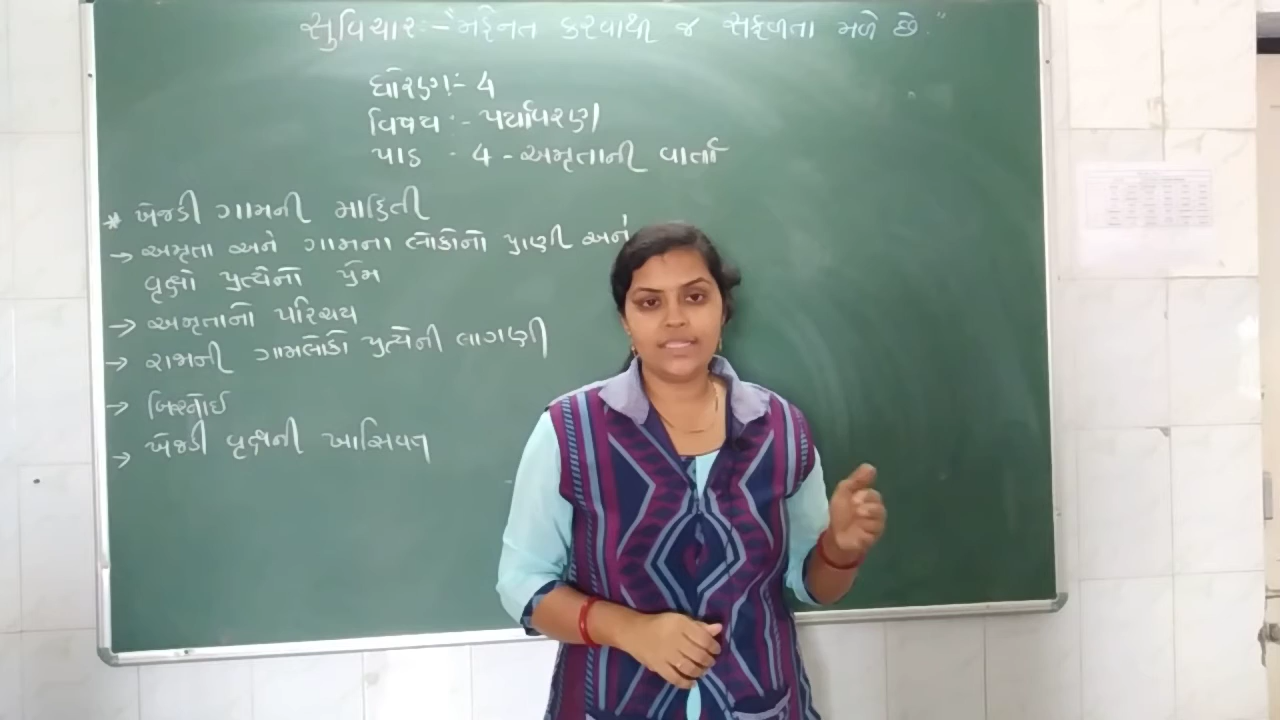 સુવિચાર:- "મહેનત કરવાથી જ સફળતા મળે છે."
ધોરણ:- 4
વિષય:- પર્યાવરણ
પાઠ - 4 - અમૃતાની વાર્તા
* ખેજડી ગામની માહિતી
→ અમૃતા અને ગામના લોકોનો પ્રાણી અને
વૃક્ષો પ્રત્યેનો પ્રેમ
→ અમૃતાનો પરિચય
→ રાજાની ગામલોકો પ્રત્યેની લાગણી
→ બિશ્નોઈ
→ ખેજડી વૃક્ષની ખાસિયત